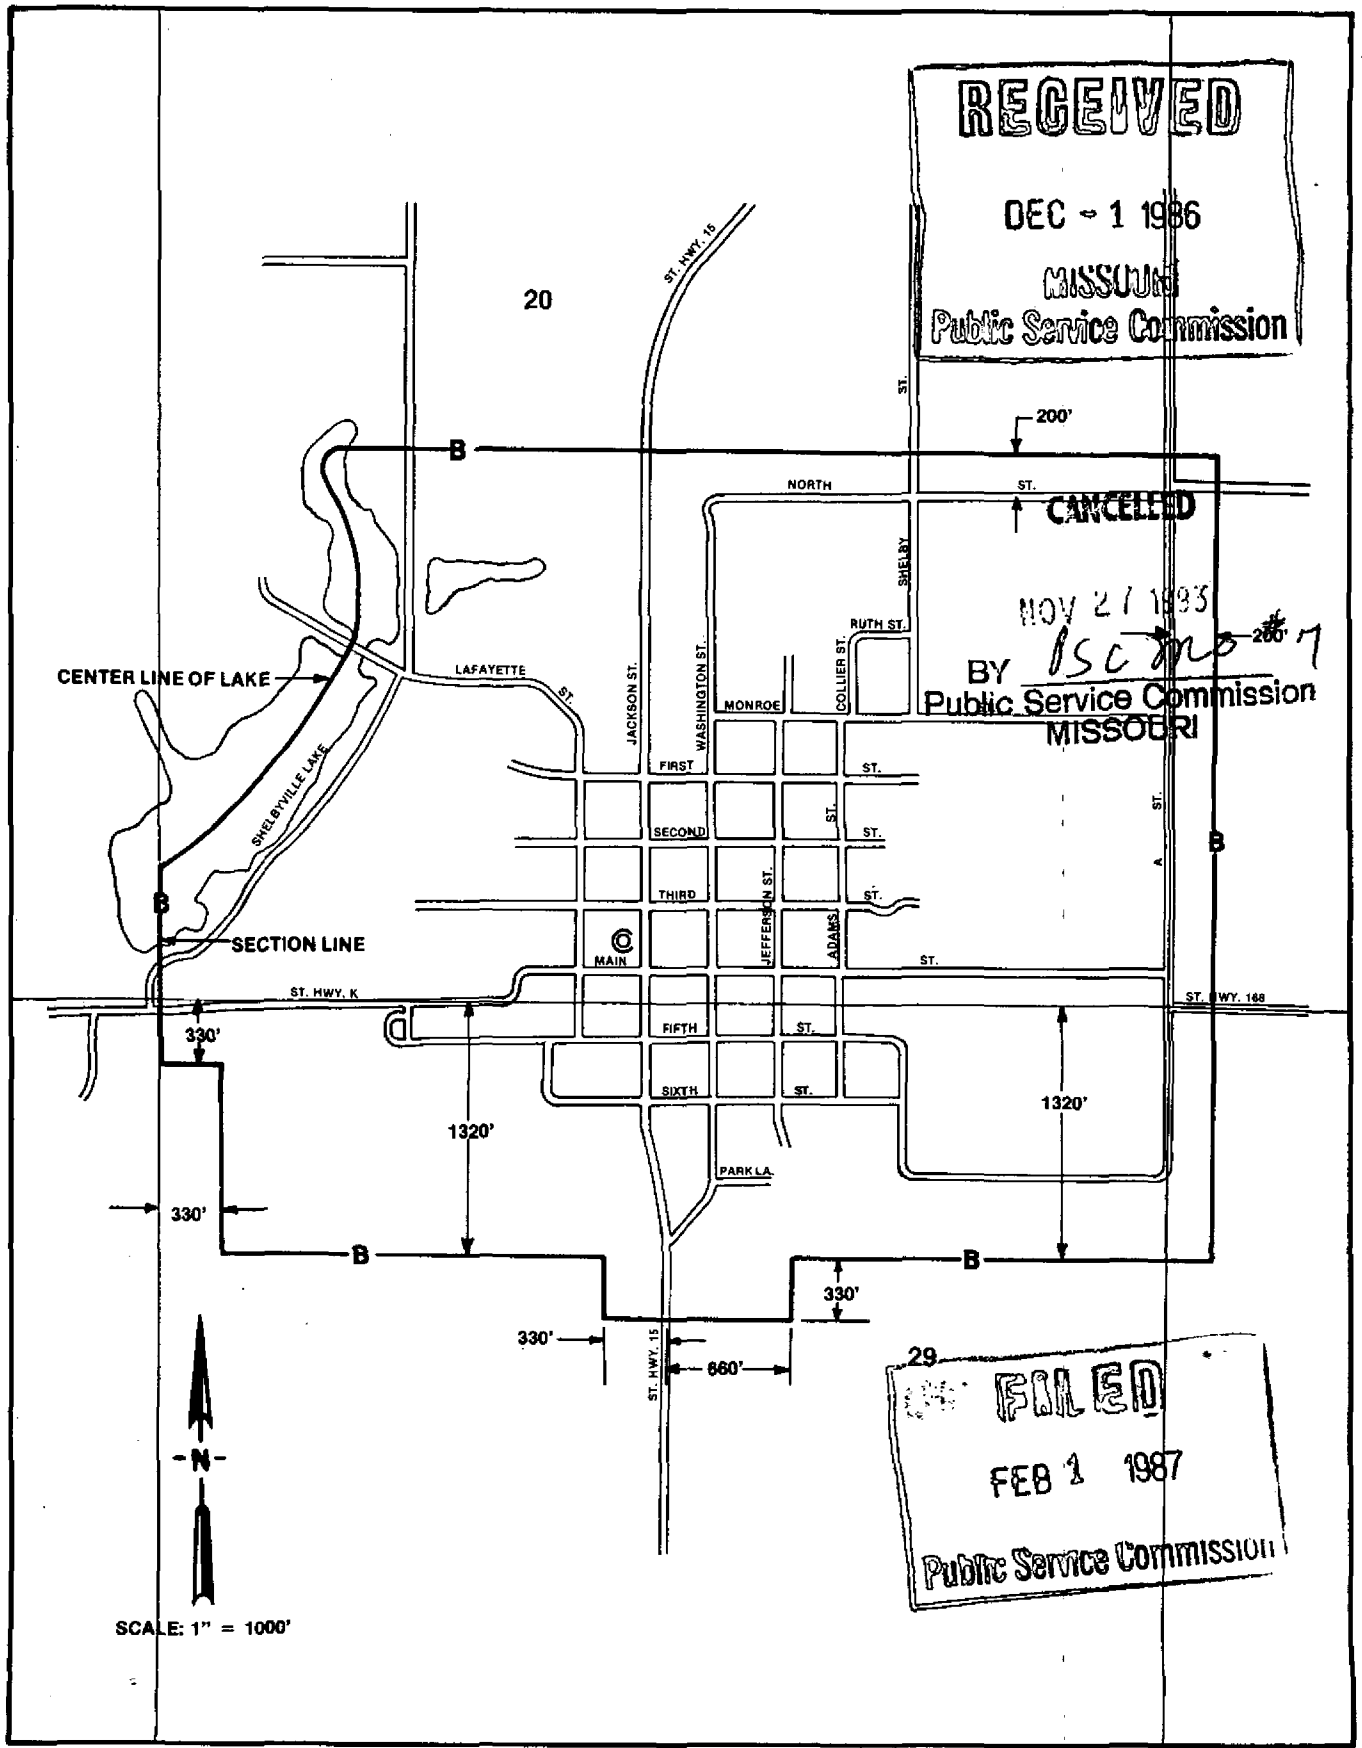 RECEIVED
DEC - 1 1986
MISSOURI
Public Service Commission
ST. HWY. 15
20
ST.
200'
B
NORTH ST.
CANCELLED
SHELBY
NOV 27 1993
200'
RUTH ST.
BY PSC MO #7
Public Service Commission
MISSOURI
CENTER LINE OF LAKE
LAFAYETTE ST.
JACKSON ST.
WASHINGTON ST.
MONROE
COLLIER ST.
SHELBYVILLE LAKE
FIRST ST.
SECOND ST.
ST.
A ST.
B
THIRD ST.
JEFFERSON ST.
ADAMS
B
SECTION LINE
MAIN ST.
ST. HWY. K
ST. HWY. 168
330'
FIFTH ST.
SIXTH ST.
1320'
1320'
PARK LA.
330'
B
B
330'
330'
ST. HWY. 15
660'
29
FILED
FEB 1 1987
Public Service Commission
-N-
SCALE: 1" = 1000'